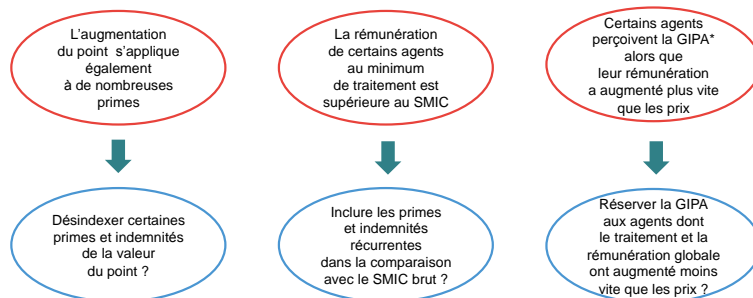 L'augmentation
du point s'applique
également
à de nombreuses
primes
La rémunération
de certains agents
au minimum
de traitement est
supérieure au SMIC
Certains agents
perçoivent la GIPA*
alors que
leur rémunération
a augmenté plus vite
que les prix
Désindexer certaines
primes et indemnités
de la valeur
du point ?
Inclure les primes
et indemnités
récurrentes
dans la comparaison
avec le SMIC brut ?
Réserver la GIPA
aux agents dont
le traitement et la
rémunération globale
ont augmenté moins
vite que les prix ?